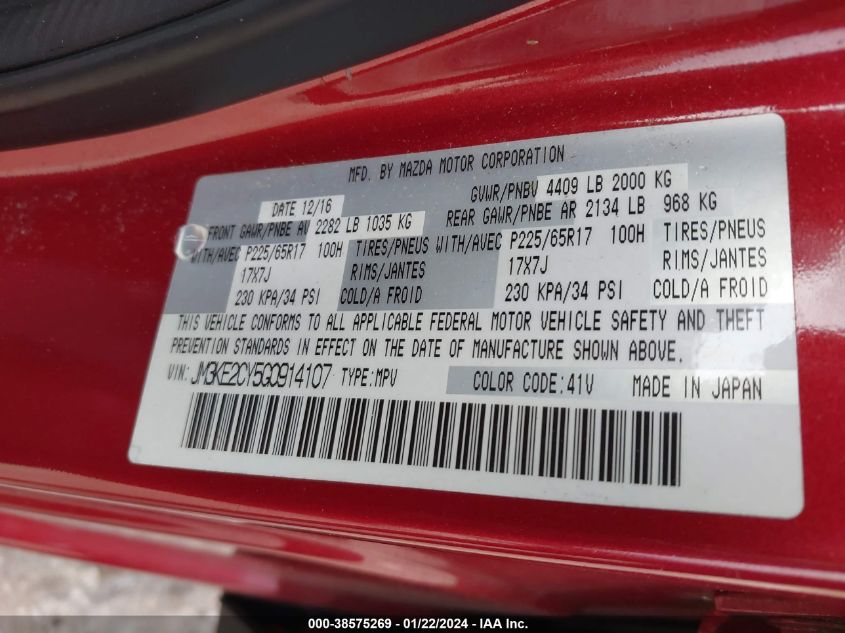 MFD. BY MAZDA MOTOR CORPORATION
DATE 12/16 GVWR/PNBV 4409 LB 2000 KG
FRONT GAWR/PNBE AV 2282 LB 1035 KG REAR GAWR/PNBE AR 2134 LB 968 KG
WITH/AVEC P225/65R17 100H TIRES/PNEUS WITH/AVEC P225/65R17 100H TIRES/PNEUS
17X7J RIMS/JANTES 17X7J RIMS/JANTES
230 KPA/34 PSI COLD/A FROID 230 KPA/34 PSI COLD/A FROID
THIS VEHICLE CONFORMS TO ALL APPLICABLE FEDERAL MOTOR VEHICLE SAFETY AND THEFT
PREVENTION STANDARDS IN EFFECT ON THE DATE OF MANUFACTURE SHOWN ABOVE.
VIN: JM3KE2CY5G0914107 TYPE:MPV COLOR CODE:41V MADE IN JAPAN
000-38575269 - 01/22/2024 - IAA Inc.